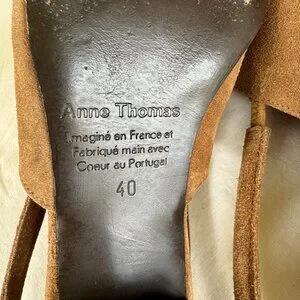 Anne Thomas
Imaginé en France et
Fabriqué main avec
Coeur au Portugal
40